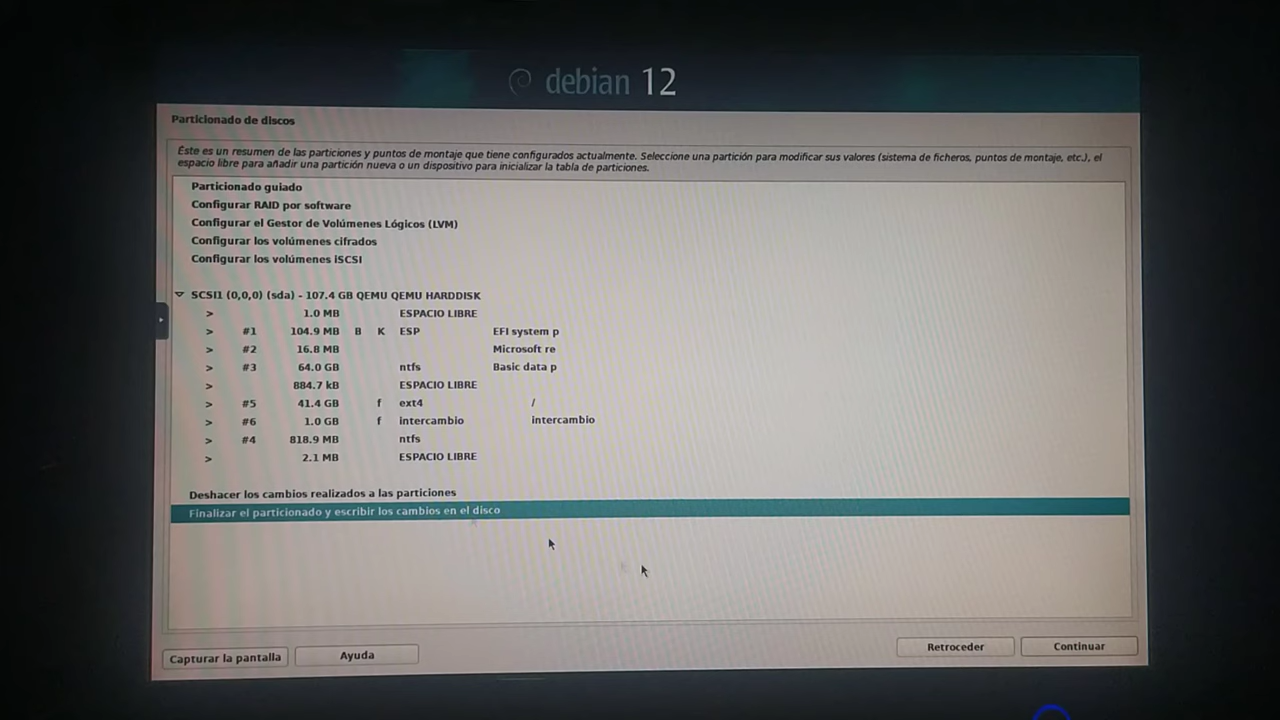 debian 12
Particionado de discos
Éste es un resumen de las particiones y puntos de montaje que tiene configurados actualmente. Seleccione una partición para modificar sus valores (sistema de ficheros, puntos de montaje, etc.), el
espacio libre para añadir una partición nueva o un dispositivo para inicializar la tabla de particiones.
Particionado guiado
Configurar RAID por software
Configurar el Gestor de Volúmenes Lógicos (LVM)
Configurar los volúmenes cifrados
Configurar los volúmenes iSCSI
SCSI1 (0,0,0) (sda) - 107.4 GB QEMU QEMU HARDDISK
> 1.0 MB ESPACIO LIBRE
> #1 104.9 MB B K ESP EFI system p
> #2 16.8 MB Microsoft re
> #3 64.0 GB ntfs Basic data p
> 884.7 kB ESPACIO LIBRE
> #5 41.4 GB f ext4 /
> #6 1.0 GB f intercambio intercambio
> #4 818.9 MB ntfs
> 2.1 MB ESPACIO LIBRE
Deshacer los cambios realizados a las particiones
Finalizar el particionado y escribir los cambios en el disco
Capturar la pantalla Ayuda Retroceder Continuar